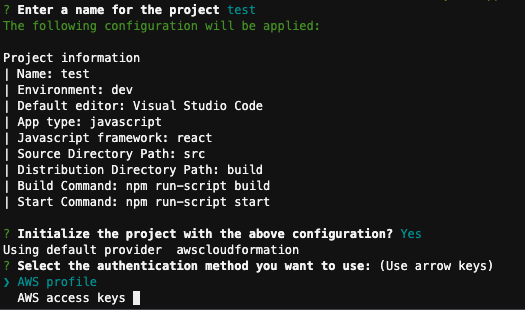 ? Enter a name for the project test
The following configuration will be applied:
Project information
| Name: test
| Environment: dev
| Default editor: Visual Studio Code
| App type: javascript
| Javascript framework: react
| Source Directory Path: src
| Distribution Directory Path: build
| Build Command: npm run-script build
| Start Command: npm run-script start
? Initialize the project with the above configuration? Yes
Using default provider  awscloudformation
? Select the authentication method you want to use: (Use arrow keys)
❯ AWS profile
  AWS access keys